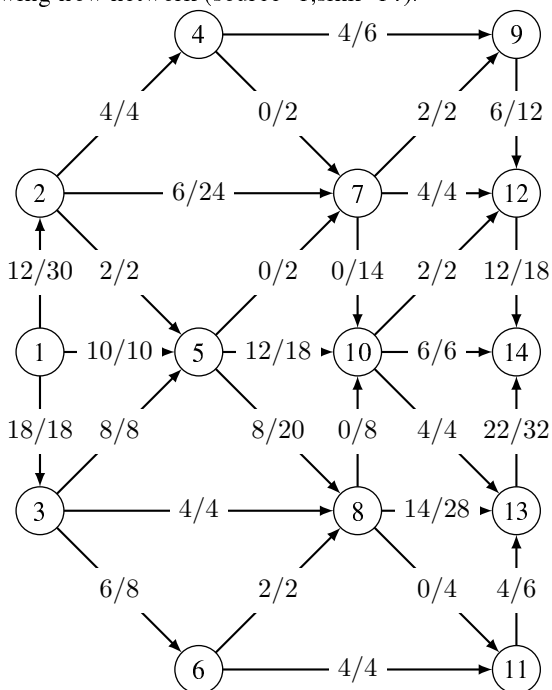 wing flow network (source=1,sink=14).
4 4/6 9
4/4 0/2 2/2 6/12
2 6/24 7 4/4 12
12/30 2/2 0/2 0/14 2/2 12/18
1 10/10 5 12/18 10 6/6 14
18/18 8/8 8/20 0/8 4/4 22/32
3 4/4 8 14/28 13
6/8 2/2 0/4 4/6
6 4/4 11